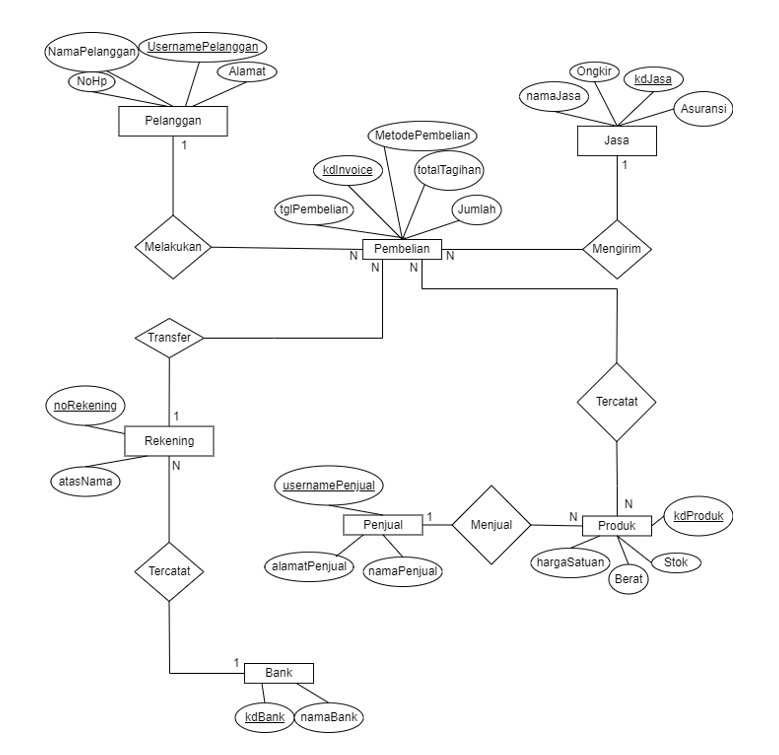 NamaPelanggan
UsernamePelanggan
NoHp
Alamat
Pelanggan
1
Ongkir
kdJasa
namaJasa
Asuransi
Jasa
1
MetodePembelian
kdInvoice
totalTagihan
tglPembelian
Jumlah
Melakukan
Pembelian
Mengirim
N
N
N
N
Transfer
Tercatat
noRekening
1
Rekening
N
atasNama
usernamePenjual
Penjual
1
Menjual
N
N
Produk
kdProduk
alamatPenjual
namaPenjual
hargaSatuan
Berat
Stok
Tercatat
1
Bank
kdBank
namaBank